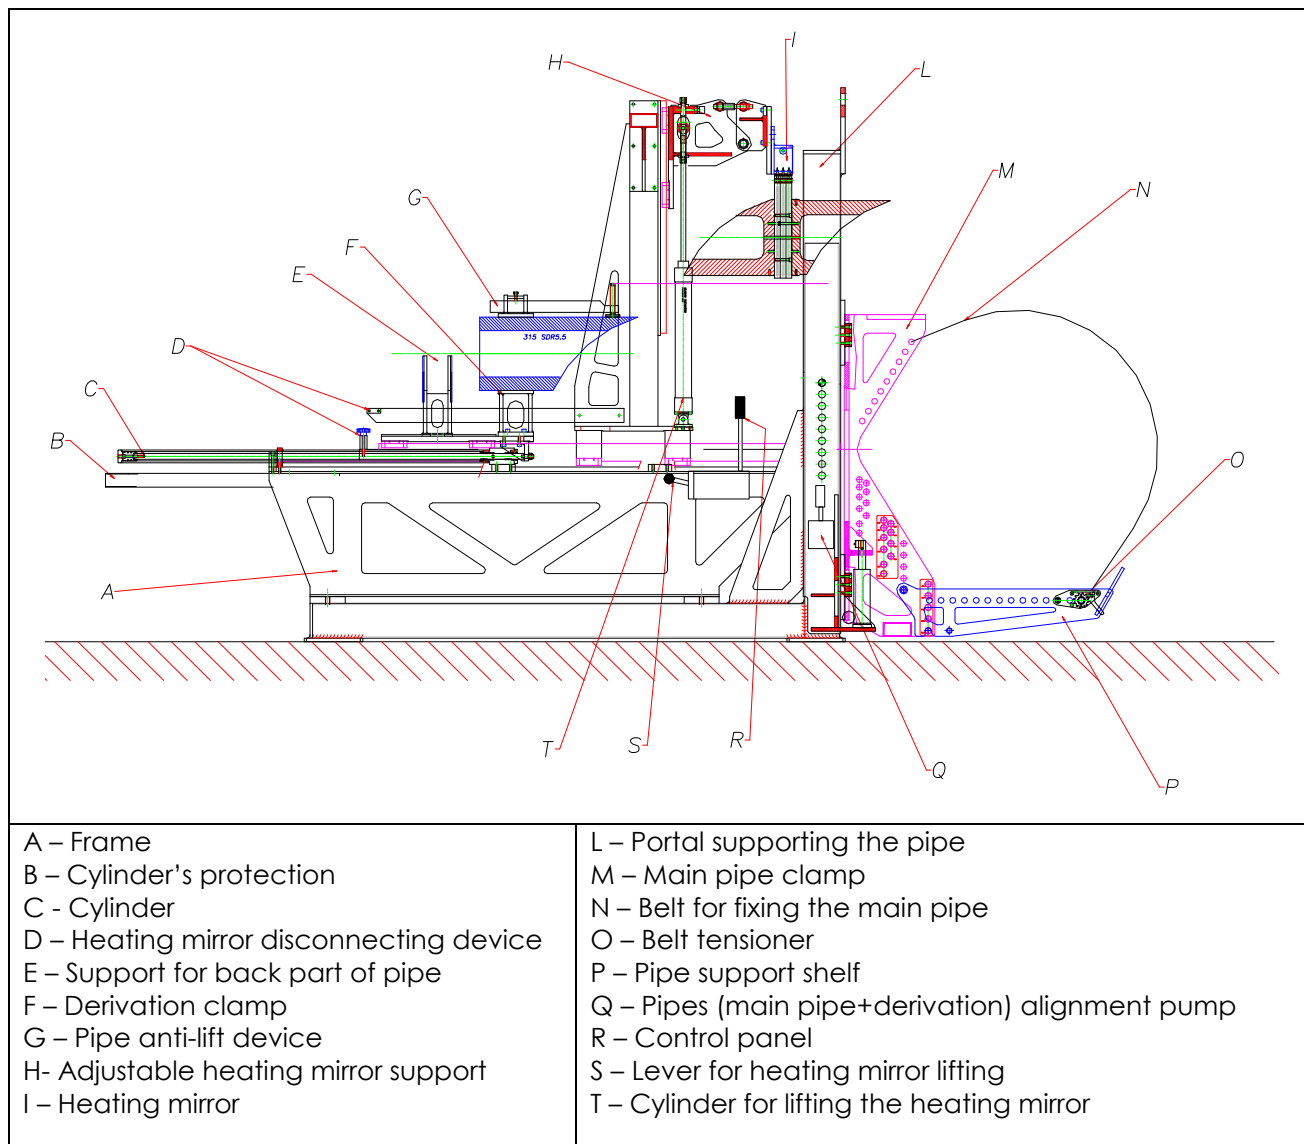 I
H
L
M
N
G
F
E
315 SDR5.5
D
C
B
O
A
T
S
R
Q
P
A – Frame
B – Cylinder’s protection
C - Cylinder
D – Heating mirror disconnecting device
E – Support for back part of pipe
F – Derivation clamp
G – Pipe anti-lift device
H- Adjustable heating mirror support
I – Heating mirror
L – Portal supporting the pipe
M – Main pipe clamp
N – Belt for fixing the main pipe
O – Belt tensioner
P – Pipe support shelf
Q – Pipes (main pipe+derivation) alignment pump
R – Control panel
S – Lever for heating mirror lifting
T – Cylinder for lifting the heating mirror